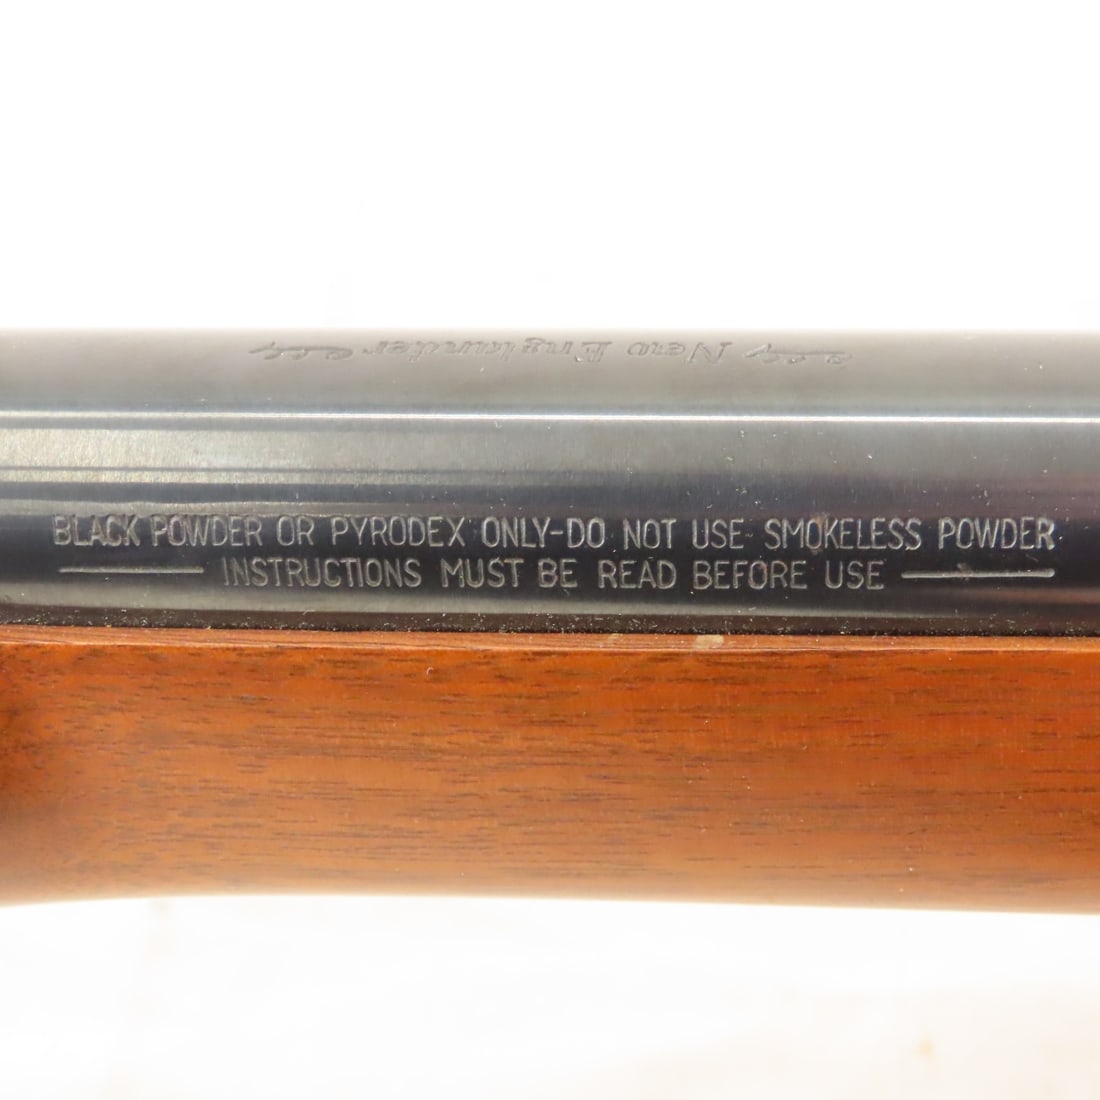 New Englander
BLACK POWDER OR PYRODEX ONLY-DO NOT USE SMOKELESS POWDER
INSTRUCTIONS MUST BE READ BEFORE USE